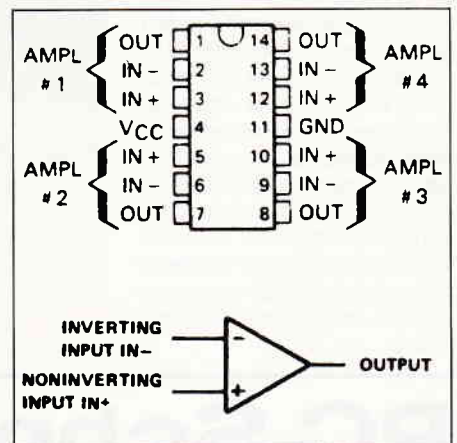 AMPL #1 OUT 1 14 OUT AMPL #4
IN - 2 13 IN -
IN + 3 12 IN +
VCC 4 11 GND
AMPL #2 IN + 5 10 IN + AMPL #3
IN - 6 9 IN -
OUT 7 8 OUT
INVERTING
INPUT IN-
-
OUTPUT
NONINVERTING
INPUT IN+
+